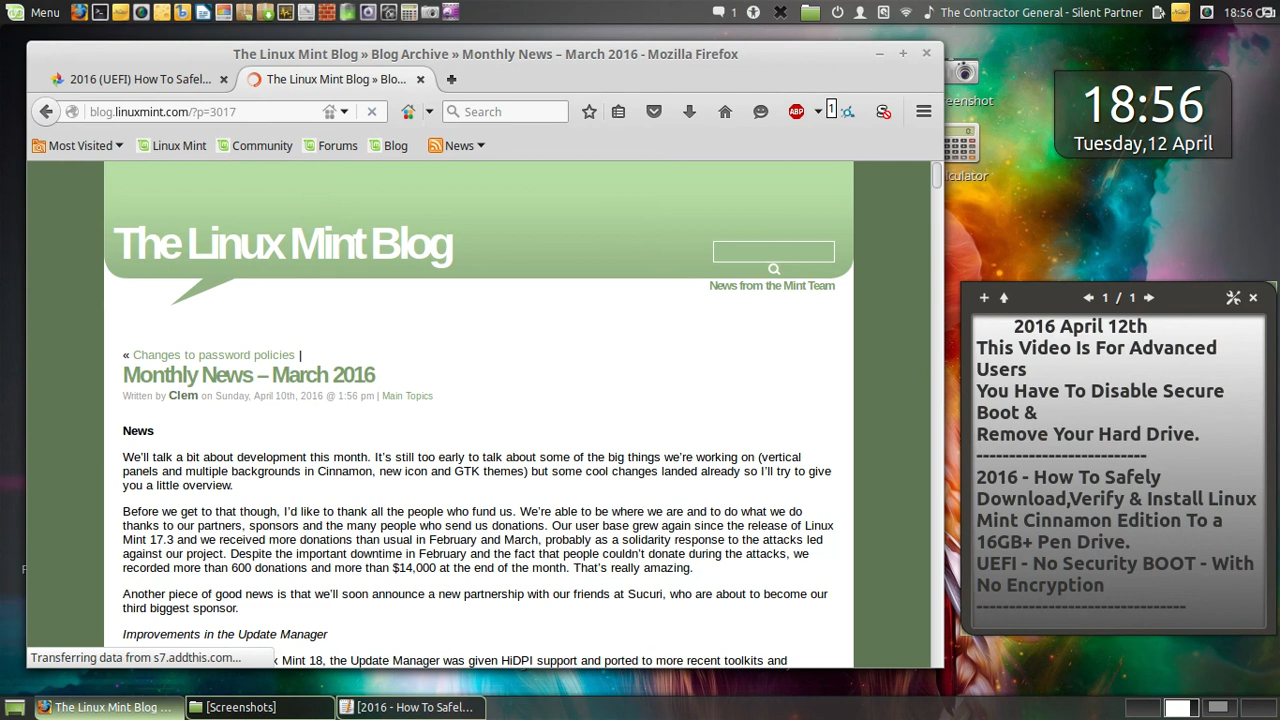 Menu
1
The Contractor General - Silent Partner
18:56
The Linux Mint Blog » Blog Archive » Monthly News – March 2016 - Mozilla Firefox
2016 (UEFI) How To Safel...
The Linux Mint Blog » Blo...
blog.linuxmint.com/?p=3017
Search
ABP
1
Most Visited
Linux Mint
Community
Forums
Blog
News
The Linux Mint Blog
News from the Mint Team
« Changes to password policies |
Monthly News – March 2016
Written by Clem on Sunday, April 10th, 2016 @ 1:56 pm | Main Topics
News
We'll talk a bit about development this month. It's still too early to talk about some of the big things we're working on (vertical
panels and multiple backgrounds in Cinnamon, new icon and GTK themes) but some cool changes landed already so I'll try to give
you a little overview.
Before we get to that though, I'd like to thank all the people who fund us. We're able to be where we are and to do what we do
thanks to our partners, sponsors and the many people who send us donations. Our user base grew again since the release of Linux
Mint 17.3 and we received more donations than usual in February and March, probably as a solidarity response to the attacks led
against our project. Despite the important downtime in February and the fact that people couldn't donate during the attacks, we
recorded more than 600 donations and more than $14,000 at the end of the month. That's really amazing.
Another piece of good news is that we'll soon announce a new partnership with our friends at Sucuri, who are about to become our
third biggest sponsor.
Improvements in the Update Manager
Mint 18, the Update Manager was given HiDPI support and ported to more recent toolkits and
Transferring data from s7.addthis.com...
18:56
Tuesday,12 April
1 / 1
2016 April 12th
This Video Is For Advanced
Users
You Have To Disable Secure
Boot &
Remove Your Hard Drive.
-------------------------
2016 - How To Safely
Download,Verify & Install Linux
Mint Cinnamon Edition To a
16GB+ Pen Drive.
UEFI - No Security BOOT - With
No Encryption
-------------------------------
The Linux Mint Blog ...
[Screenshots]
[2016 - How To Safel...